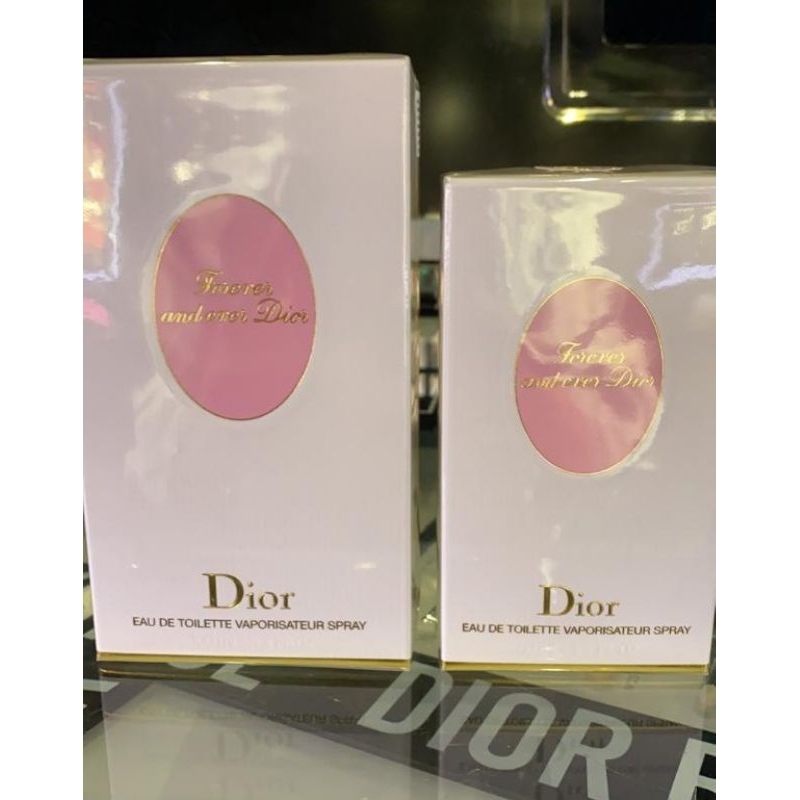 Forever
and ever Dior
Dior
EAU DE TOILETTE VAPORISATEUR SPRAY
Forever
and ever Dior
Dior
EAU DE TOILETTE VAPORISATEUR SPRAY
DIOR